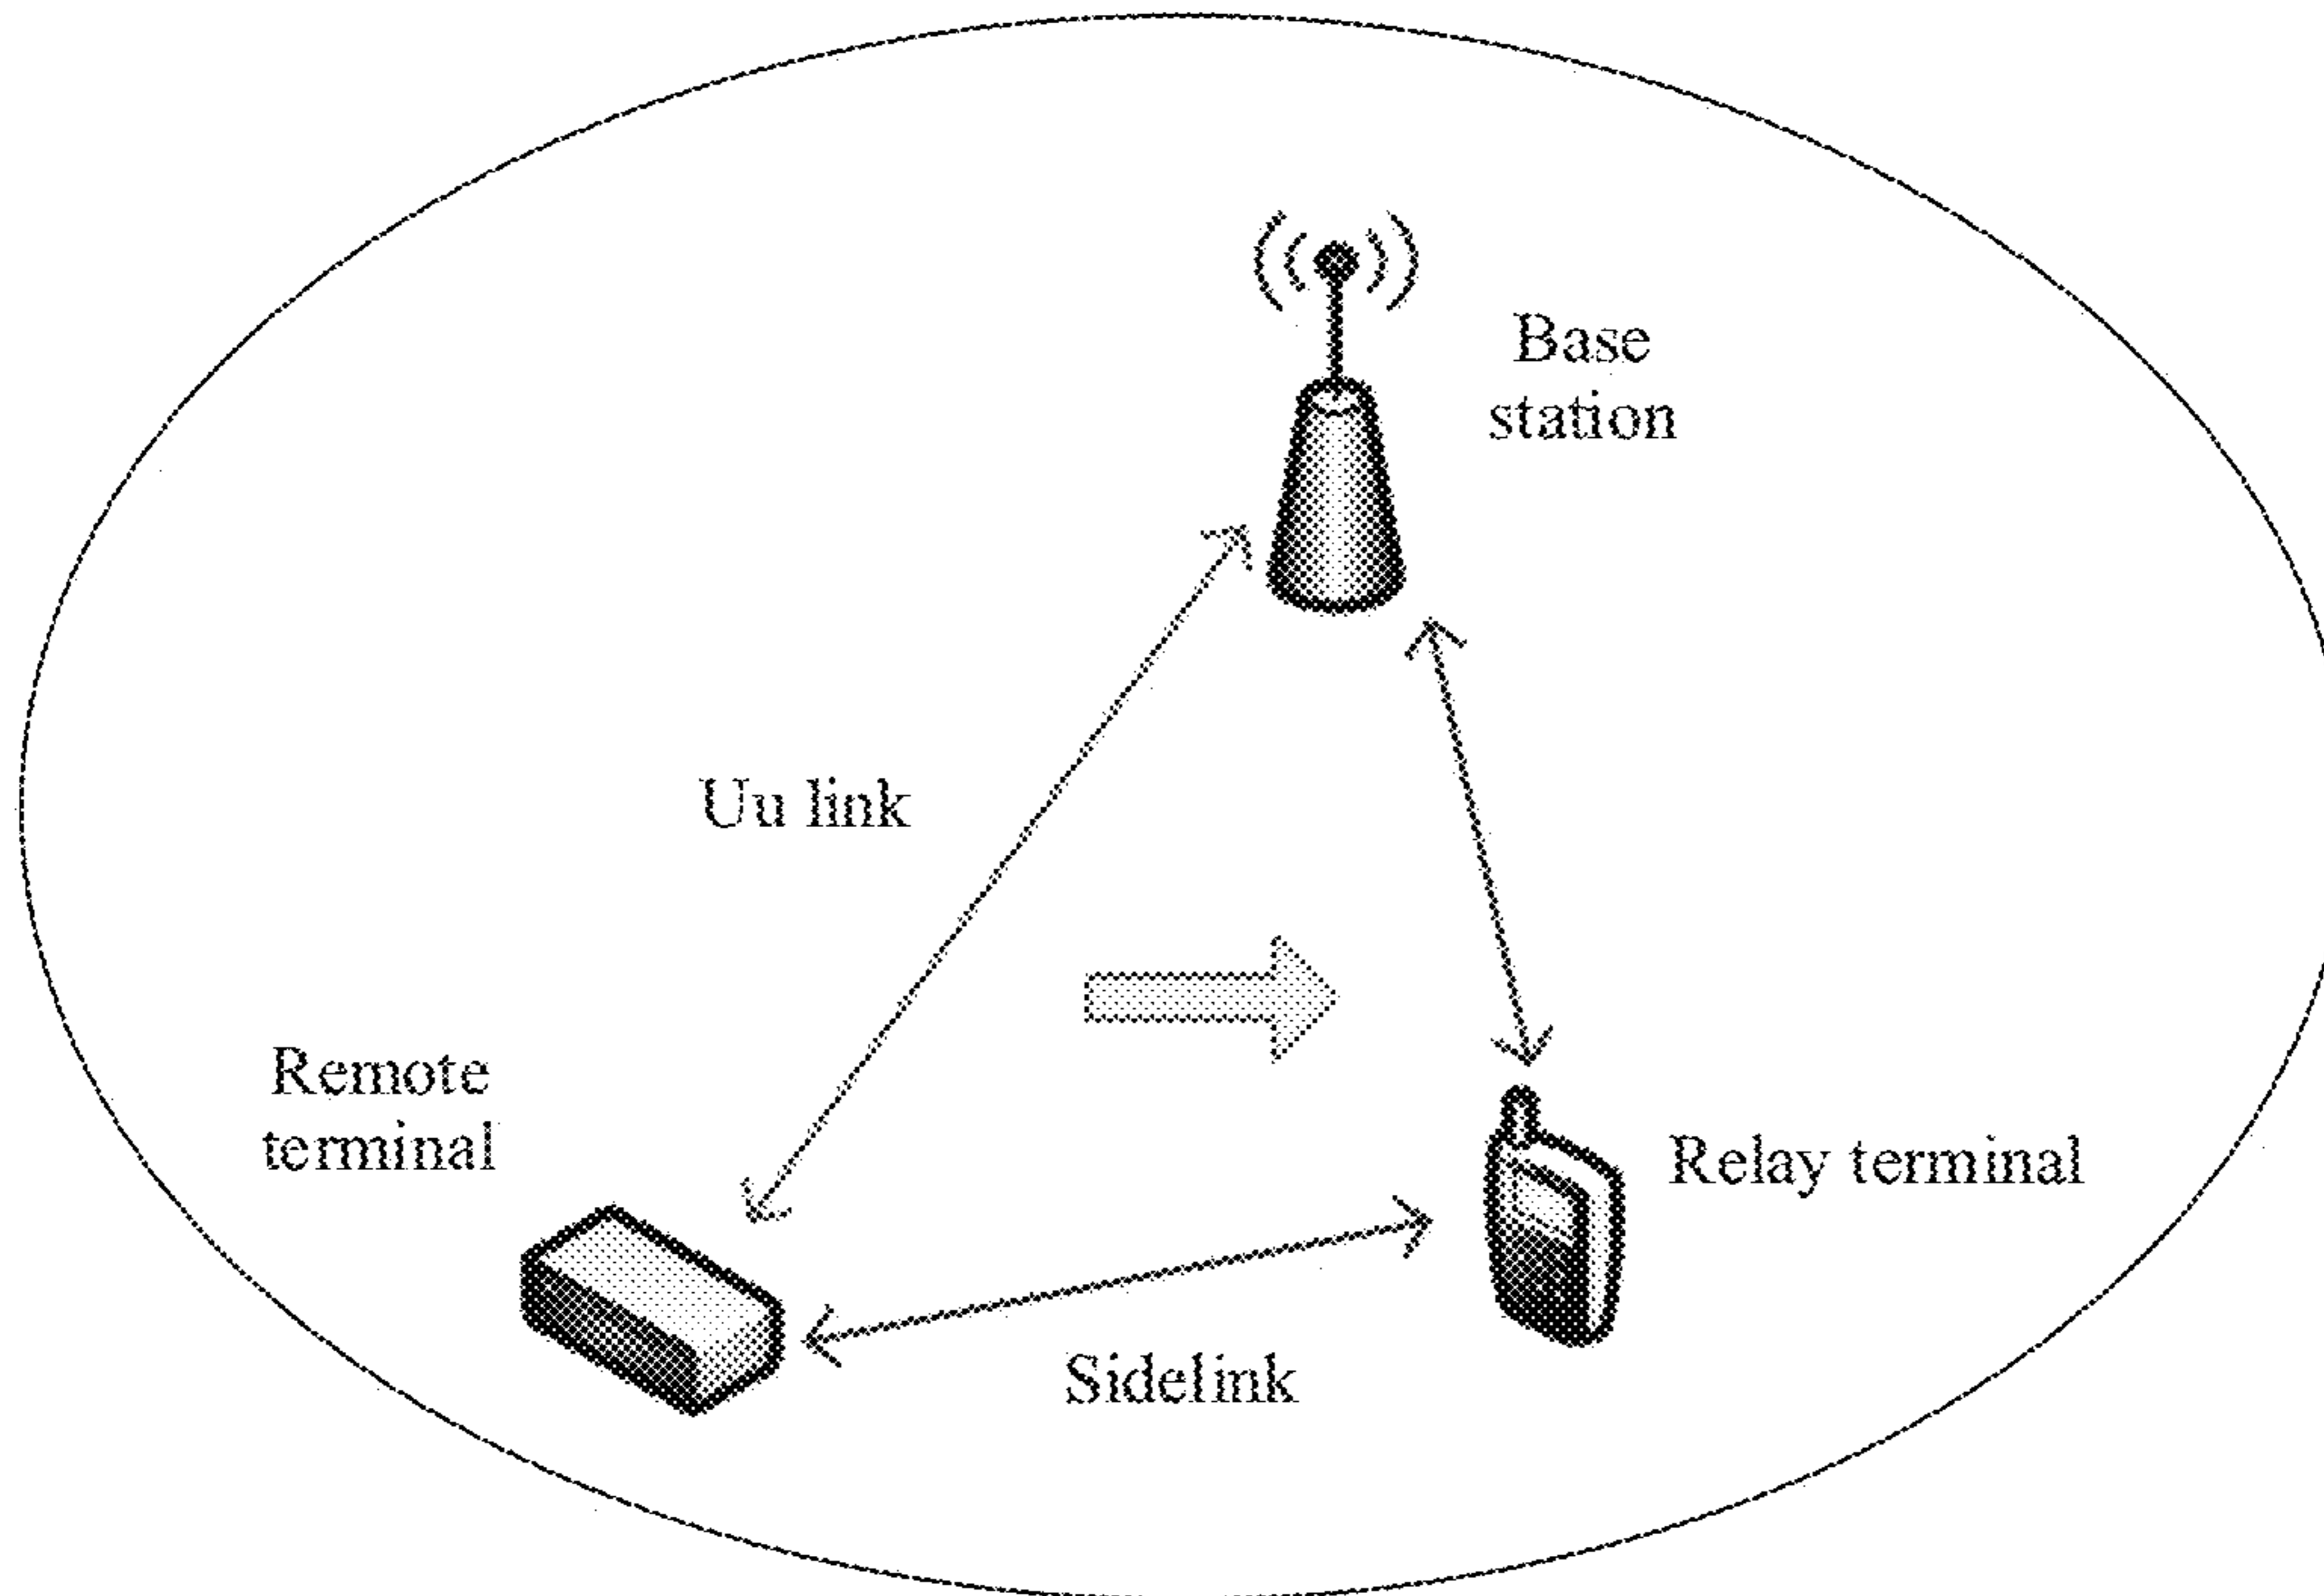 Base
station
Uu link
Remote
terminal
Relay terminal
Sidelink